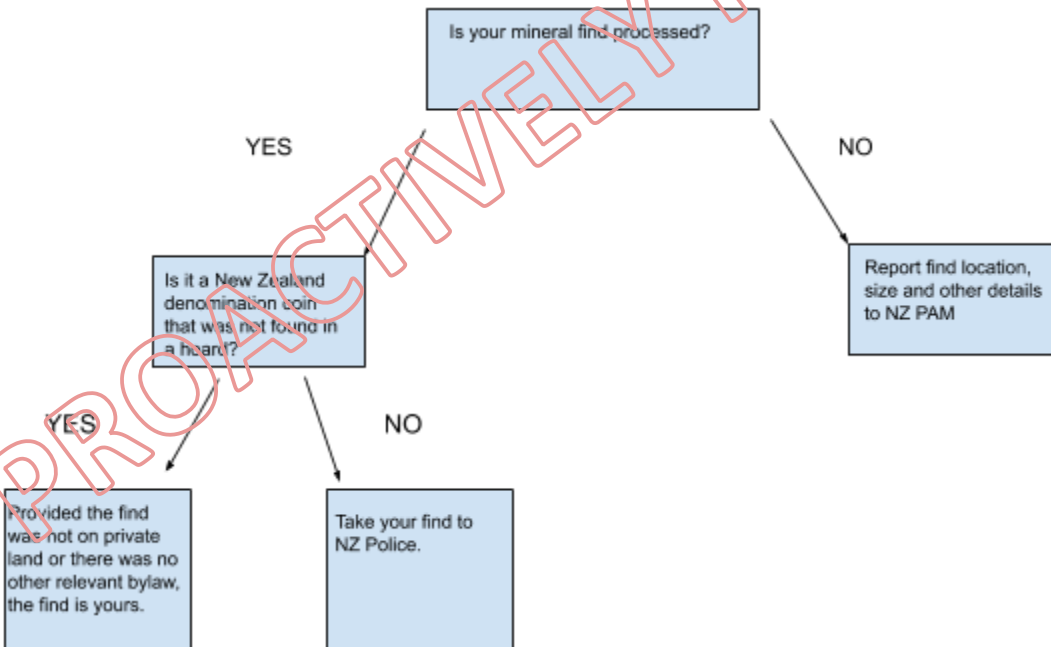 Is your mineral find processed?
YES
NO
Is it a New Zealand
denomination coin
that was not found in
a hoard?
Report find location,
size and other details
to NZ PAM
YES
NO
Provided the find
was not on private
land or there was no
other relevant bylaw,
the find is yours.
Take your find to
NZ Police.
PROACTIVELY